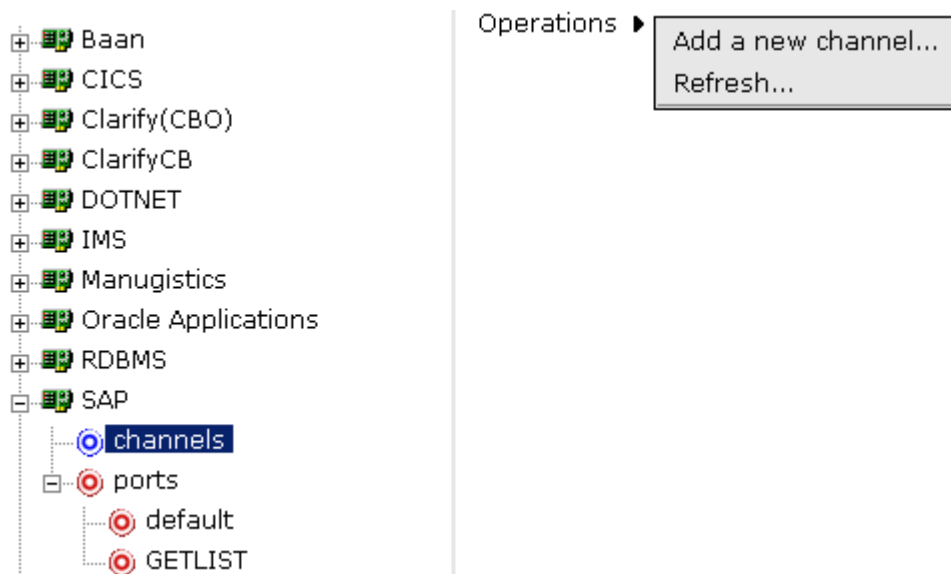 Baan
CICS
Clarify(CBO)
ClarifyCB
DOTNET
IMS
Manugistics
Oracle Applications
RDBMS
SAP
channels
ports
default
GETLIST
Operations
Add a new channel...
Refresh...